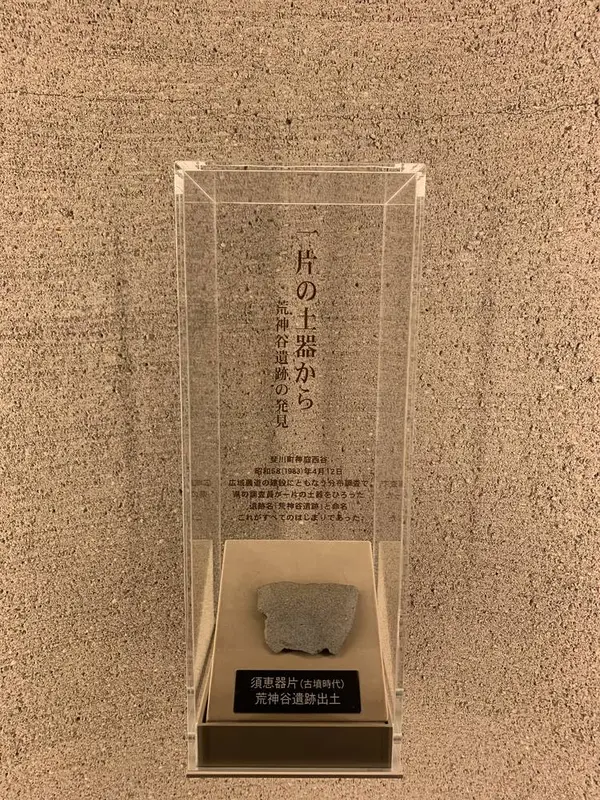 一片の土器から
荒神谷遺跡の発見
斐川町神庭西谷
昭和58(1983)年4月12日
広域農道の建設にともなう分布調査で、
県の調査員が一片の土器をひろった
遺跡名「荒神谷遺跡」と命名
これがすべてのはじまりであった
須恵器片(古墳時代)
荒神谷遺跡出土